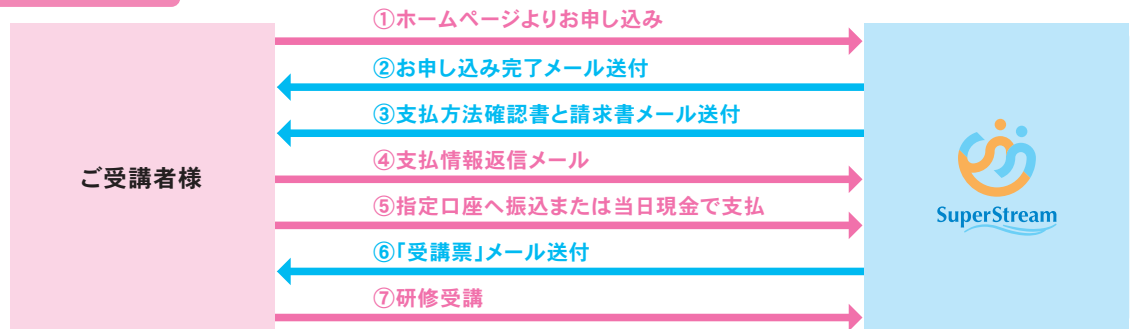 ①ホームページよりお申し込み
②お申し込み完了メール送付
③支払方法確認書と請求書メール送付
④支払情報返信メール
⑤指定口座へ振込または当日現金で支払
⑥「受講票」メール送付
⑦研修受講
ご受講者様
SuperStream